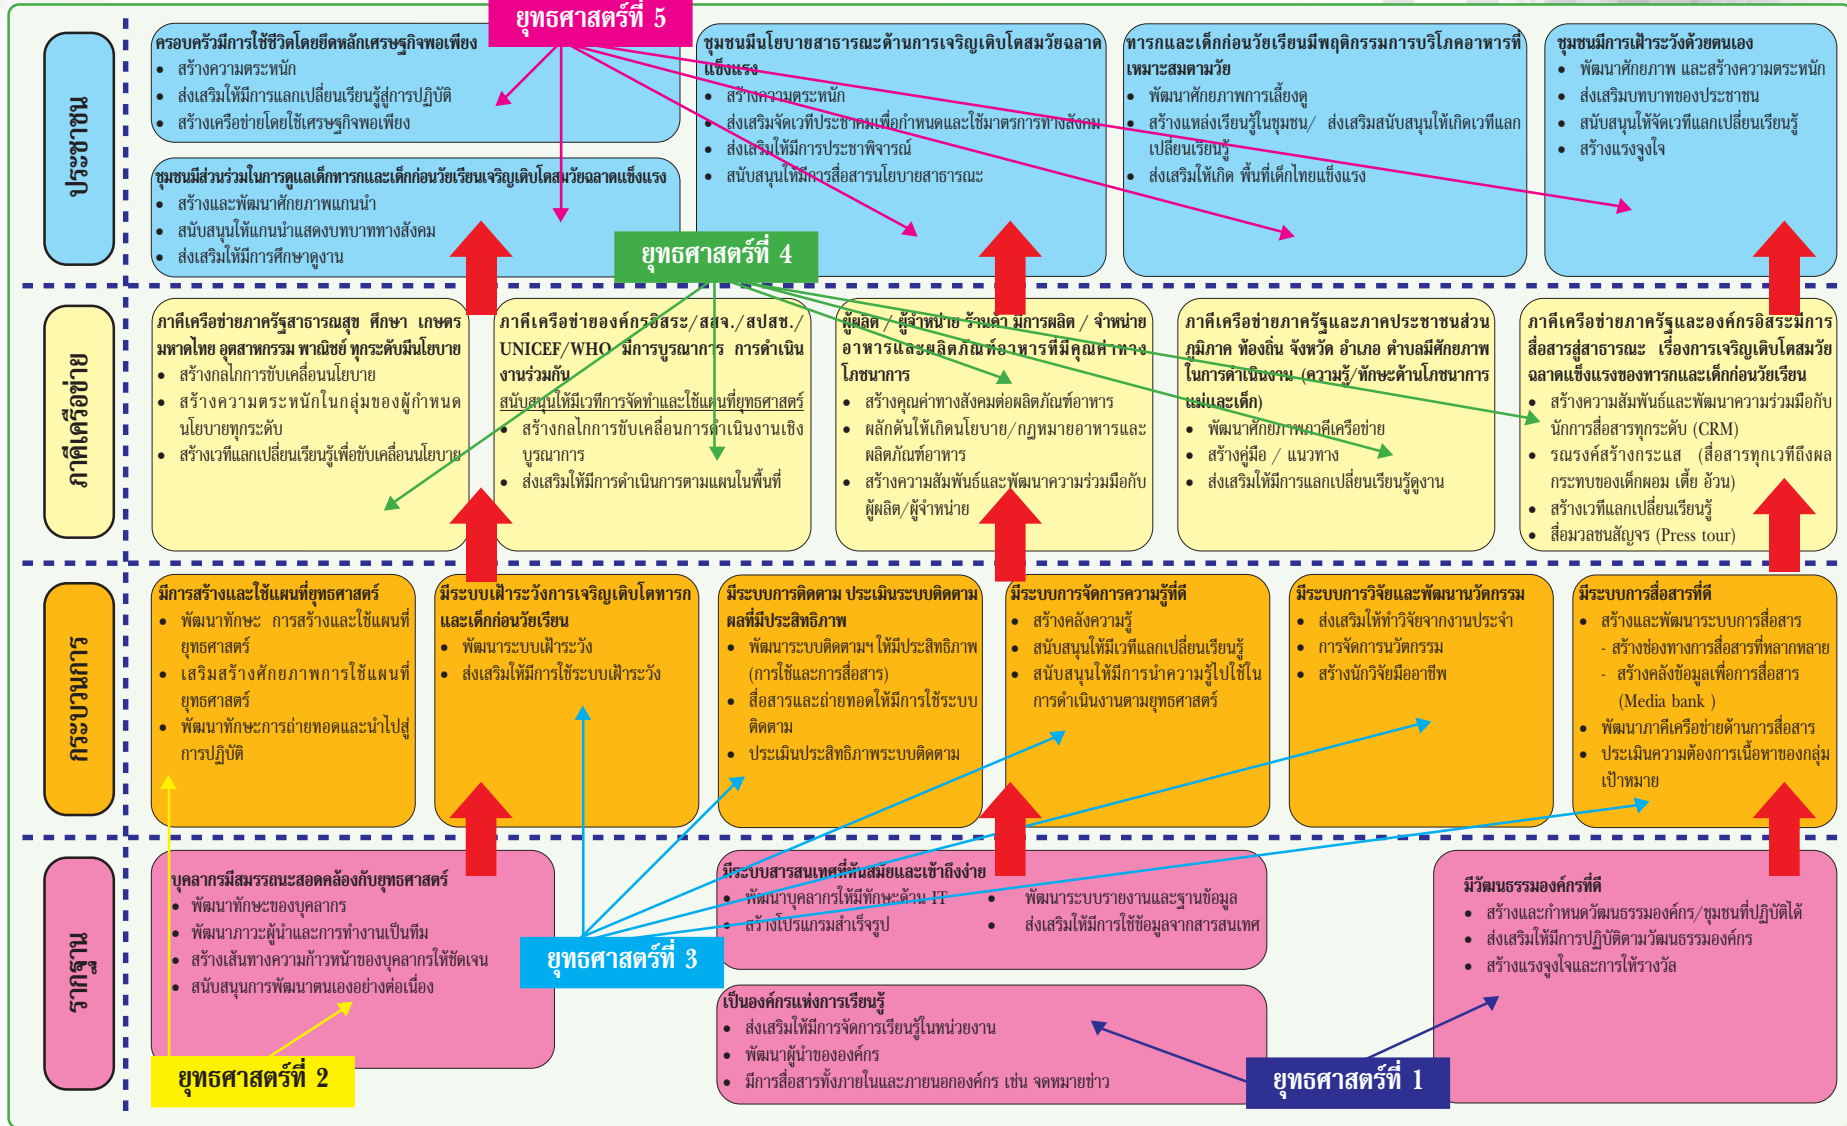 ยุทธศาสตร์ที่ 5
ประชาชน
ครอบครัวมีการใช้ชีวิตโดยยึดหลักเศรษฐกิจพอเพียง
• สร้างความตระหนัก
• ส่งเสริมให้มีการแลกเปลี่ยนเรียนรู้สู่การปฏิบัติ
• สร้างเครือข่ายโดยใช้เศรษฐกิจพอเพียง
ชุมชนมีส่วนร่วมในการดูแลเด็กทารกและเด็กก่อนวัยเรียนเจริญเติบโตสมวัยฉลาดแข็งแรง
• สร้างและพัฒนาศักยภาพแกนนำ
• สนับสนุนให้แกนนำแสดงบทบาททางสังคม
• ส่งเสริมให้มีการศึกษาดูงาน
ชุมชนมีนโยบายสาธารณะด้านการเจริญเติบโตสมวัยฉลาด
แข็งแรง
• สร้างความตระหนัก
• ส่งเสริมจัดเวทีประชาคมเพื่อกำหนดและใช้มาตรการทางสังคม
• ส่งเสริมให้มีการประชาพิจารณ์
• สนับสนุนให้มีการสื่อสารนโยบายสาธารณะ
ทารกและเด็กก่อนวัยเรียนมีพฤติกรรมการบริโภคอาหารที่
เหมาะสมตามวัย
• พัฒนาศักยภาพการเลี้ยงดู
• สร้างแหล่งเรียนรู้ในชุมชน/ ส่งเสริมสนับสนุนให้เกิดเวทีแลก
เปลี่ยนเรียนรู้
• ส่งเสริมให้เกิด พื้นที่เด็กไทยแข็งแรง
ชุมชนมีการเฝ้าระวังด้วยตนเอง
• พัฒนาศักยภาพ และสร้างความตระหนัก
• ส่งเสริมบทบาทของประชาชน
• สนับสนุนให้จัดเวทีแลกเปลี่ยนเรียนรู้
• สร้างแรงจูงใจ
ยุทธศาสตร์ที่ 4
ภาคีเครือข่าย
ภาคีเครือข่ายภาครัฐสาธารณสุข ศึกษา เกษตร
มหาดไทย อุตสาหกรรม พาณิชย์ ทุกระดับมีนโยบาย
• สร้างกลไกการขับเคลื่อนนโยบาย
• สร้างความตระหนักในกลุ่มของผู้กำหนด
นโยบายทุกระดับ
• สร้างเวทีแลกเปลี่ยนเรียนรู้เพื่อขับเคลื่อนนโยบาย
ภาคีเครือข่ายองค์กรอิสระ/สสจ./สปสช./
UNICEF/WHO มีการบูรณาการ การดำเนิน
งานร่วมกัน
สนับสนุนให้มีเวทีการจัดทำและใช้แผนที่ยุทธศาสตร์
• สร้างกลไกการขับเคลื่อนการดำเนินงานเชิง
บูรณาการ
• ส่งเสริมให้มีการดำเนินการตามแผนในพื้นที่
ผู้ผลิต / ผู้จำหน่าย ร้านค้า มีการผลิต / จำหน่าย
อาหารและผลิตภัณฑ์อาหารที่มีคุณค่าทาง
โภชนาการ
• สร้างคุณค่าทางสังคมต่อผลิตภัณฑ์อาหาร
• ผลักดันให้เกิดนโยบาย/กฎหมายอาหารและ
ผลิตภัณฑ์อาหาร
• สร้างความสัมพันธ์และพัฒนาความร่วมมือกับ
ผู้ผลิต/ผู้จำหน่าย
ภาคีเครือข่ายภาครัฐและภาคประชาชนส่วน
ภูมิภาค ท้องถิ่น จังหวัด อำเภอ ตำบลมีศักยภาพ
ในการดำเนินงาน (ความรู้/ทักษะด้านโภชนาการ
แม่และเด็ก)
• พัฒนาศักยภาพภาคีเครือข่าย
• สร้างคู่มือ / แนวทาง
• ส่งเสริมให้มีการแลกเปลี่ยนเรียนรู้ดูงาน
ภาคีเครือข่ายภาครัฐและองค์กรอิสระมีการ
สื่อสารสู่สาธารณะ เรื่องการเจริญเติบโตสมวัย
ฉลาดแข็งแรงของทารกและเด็กก่อนวัยเรียน
• สร้างความสัมพันธ์และพัฒนาความร่วมมือกับ
นักการสื่อสารทุกระดับ (CRM)
• รณรงค์สร้างกระแส (สื่อสารทุกเวทีถึงผล
กระทบของเด็กผอม เตี้ย อ้วน)
• สร้างเวทีแลกเปลี่ยนเรียนรู้
• สื่อมวลชนสัญจร (Press tour)
กระบวนการ
มีการสร้างและใช้แผนที่ยุทธศาสตร์
• พัฒนาทักษะ การสร้างและใช้แผนที่
ยุทธศาสตร์
• เสริมสร้างศักยภาพการใช้แผนที่
ยุทธศาสตร์
• พัฒนาทักษะการถ่ายทอดและนำไปสู่
การปฏิบัติ
มีระบบเฝ้าระวังการเจริญเติบโตทารก
และเด็กก่อนวัยเรียน
• พัฒนาระบบเฝ้าระวัง
• ส่งเสริมให้มีการใช้ระบบเฝ้าระวัง
มีระบบการติดตาม ประเมินระบบติดตาม
ผลที่มีประสิทธิภาพ
• พัฒนาระบบติดตามฯ ให้มีประสิทธิภาพ
(การใช้และการสื่อสาร)
• สื่อสารและถ่ายทอดให้มีการใช้ระบบ
ติดตาม
• ประเมินประสิทธิภาพระบบติดตาม
มีระบบการจัดการความรู้ที่ดี
• สร้างคลังความรู้
• สนับสนุนให้มีเวทีแลกเปลี่ยนเรียนรู้
• สนับสนุนให้มีการนำความรู้ไปใช้ใน
การดำเนินงานตามยุทธศาสตร์
มีระบบการวิจัยและพัฒนานวัตกรรม
• ส่งเสริมให้ทำวิจัยจากงานประจำ
• การจัดการนวัตกรรม
• สร้างนักวิจัยมืออาชีพ
มีระบบการสื่อสารที่ดี
• สร้างและพัฒนาระบบการสื่อสาร
- สร้างช่องทางการสื่อสารที่หลากหลาย
- สร้างคลังข้อมูลเพื่อการสื่อสาร
(Media bank )
• พัฒนาภาคีเครือข่ายด้านการสื่อสาร
• ประเมินความต้องการเนื้อหาของกลุ่ม
เป้าหมาย
รากฐาน
บุคลากรมีสมรรถนะสอดคล้องกับยุทธศาสตร์
• พัฒนาทักษะของบุคลากร
• พัฒนาภาวะผู้นำและการทำงานเป็นทีม
• สร้างเส้นทางความก้าวหน้าของบุคลากรให้ชัดเจน
• สนับสนุนการพัฒนาตนเองอย่างต่อเนื่อง
ยุทธศาสตร์ที่ 2
มีระบบสารสนเทศที่ทันสมัยและเข้าถึงง่าย
• พัฒนาบุคลากรให้มีทักษะด้าน IT
• สร้างโปรแกรมสำเร็จรูป
• พัฒนาระบบรายงานและฐานข้อมูล
• ส่งเสริมให้มีการใช้ข้อมูลจากสารสนเทศ
ยุทธศาสตร์ที่ 3
เป็นองค์กรแห่งการเรียนรู้
• ส่งเสริมให้มีการจัดการเรียนรู้ในหน่วยงาน
• พัฒนาผู้นำขององค์กร
• มีการสื่อสารทั้งภายในและภายนอกองค์กร เช่น จดหมายข่าว
มีวัฒนธรรมองค์กรที่ดี
• สร้างและกำหนดวัฒนธรรมองค์กร/ชุมชนที่ปฏิบัติได้
• ส่งเสริมให้มีการปฏิบัติตามวัฒนธรรมองค์กร
• สร้างแรงจูงใจและการให้รางวัล
ยุทธศาสตร์ที่ 1